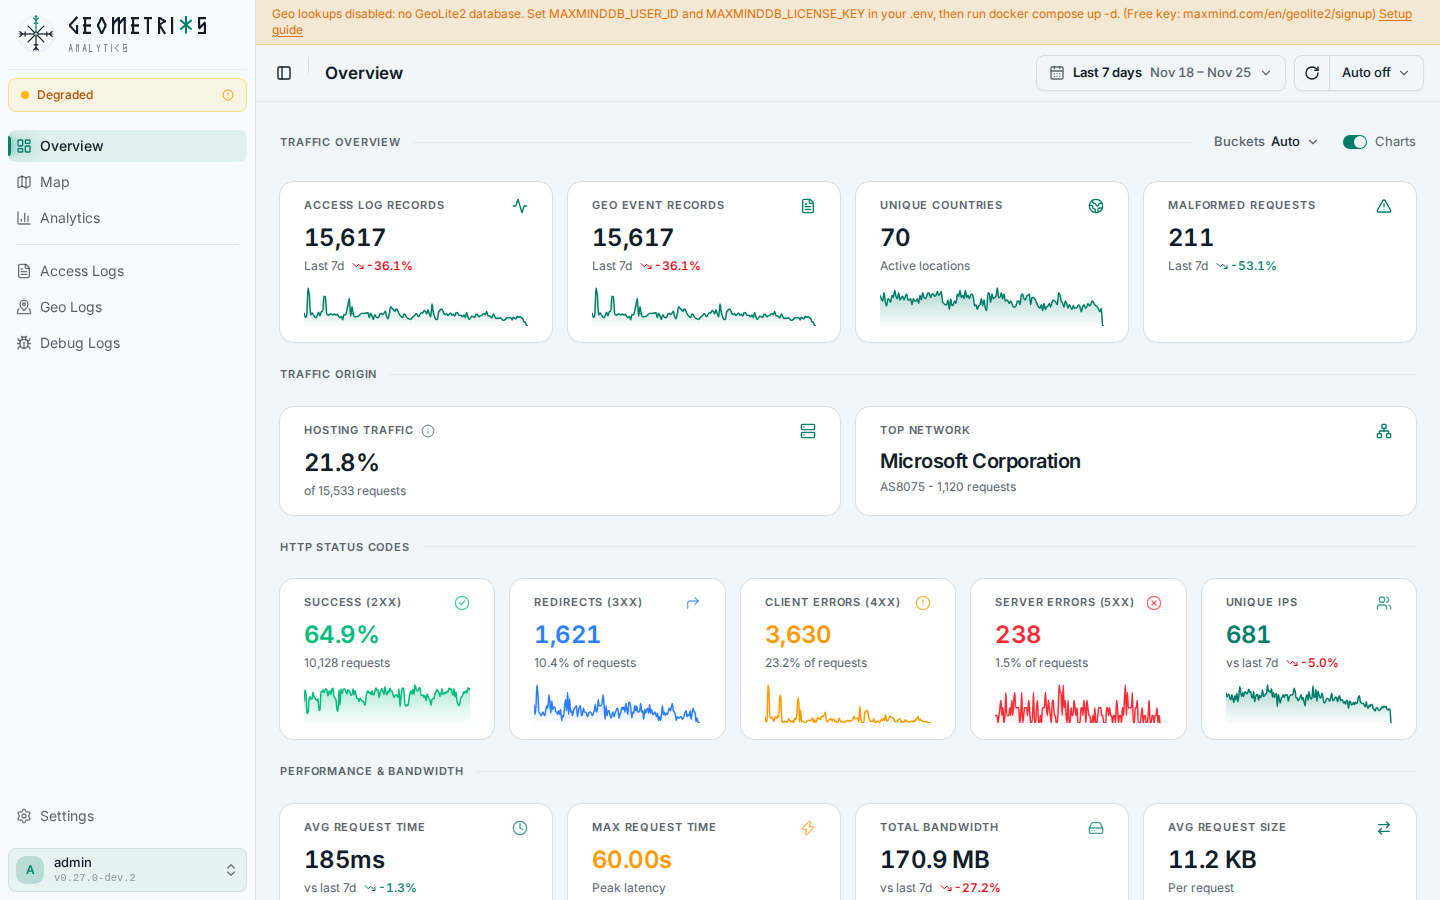 Geo lookups disabled: no GeoLite2 database. Set MAXMINDDB_USER_ID and MAXMINDDB_LICENSE_KEY in your .env, then run docker compose up -d. (Free key: maxmind.com/en/geolite2/signup) Setup
guide
GEOMETRIKS
ANALYTICS
Degraded
Overview
Map
Analytics
Access Logs
Geo Logs
Debug Logs
Settings
A
admin
v0.27.0-dev.2
Overview
Last 7 days Nov 18 – Nov 25
Auto off
TRAFFIC OVERVIEW
Buckets Auto
Charts
ACCESS LOG RECORDS
15,617
Last 7d -36.1%
GEO EVENT RECORDS
15,617
Last 7d -36.1%
UNIQUE COUNTRIES
70
Active locations
MALFORMED REQUESTS
211
Last 7d -53.1%
TRAFFIC ORIGIN
HOSTING TRAFFIC
21.8%
of 15,533 requests
TOP NETWORK
Microsoft Corporation
AS8075 - 1,120 requests
HTTP STATUS CODES
SUCCESS (2XX)
64.9%
10,128 requests
REDIRECTS (3XX)
1,621
10.4% of requests
CLIENT ERRORS (4XX)
3,630
23.2% of requests
SERVER ERRORS (5XX)
238
1.5% of requests
UNIQUE IPS
681
vs last 7d -5.0%
PERFORMANCE & BANDWIDTH
AVG REQUEST TIME
185ms
vs last 7d -1.3%
MAX REQUEST TIME
60.00s
Peak latency
TOTAL BANDWIDTH
170.9 MB
vs last 7d -27.2%
AVG REQUEST SIZE
11.2 KB
Per request